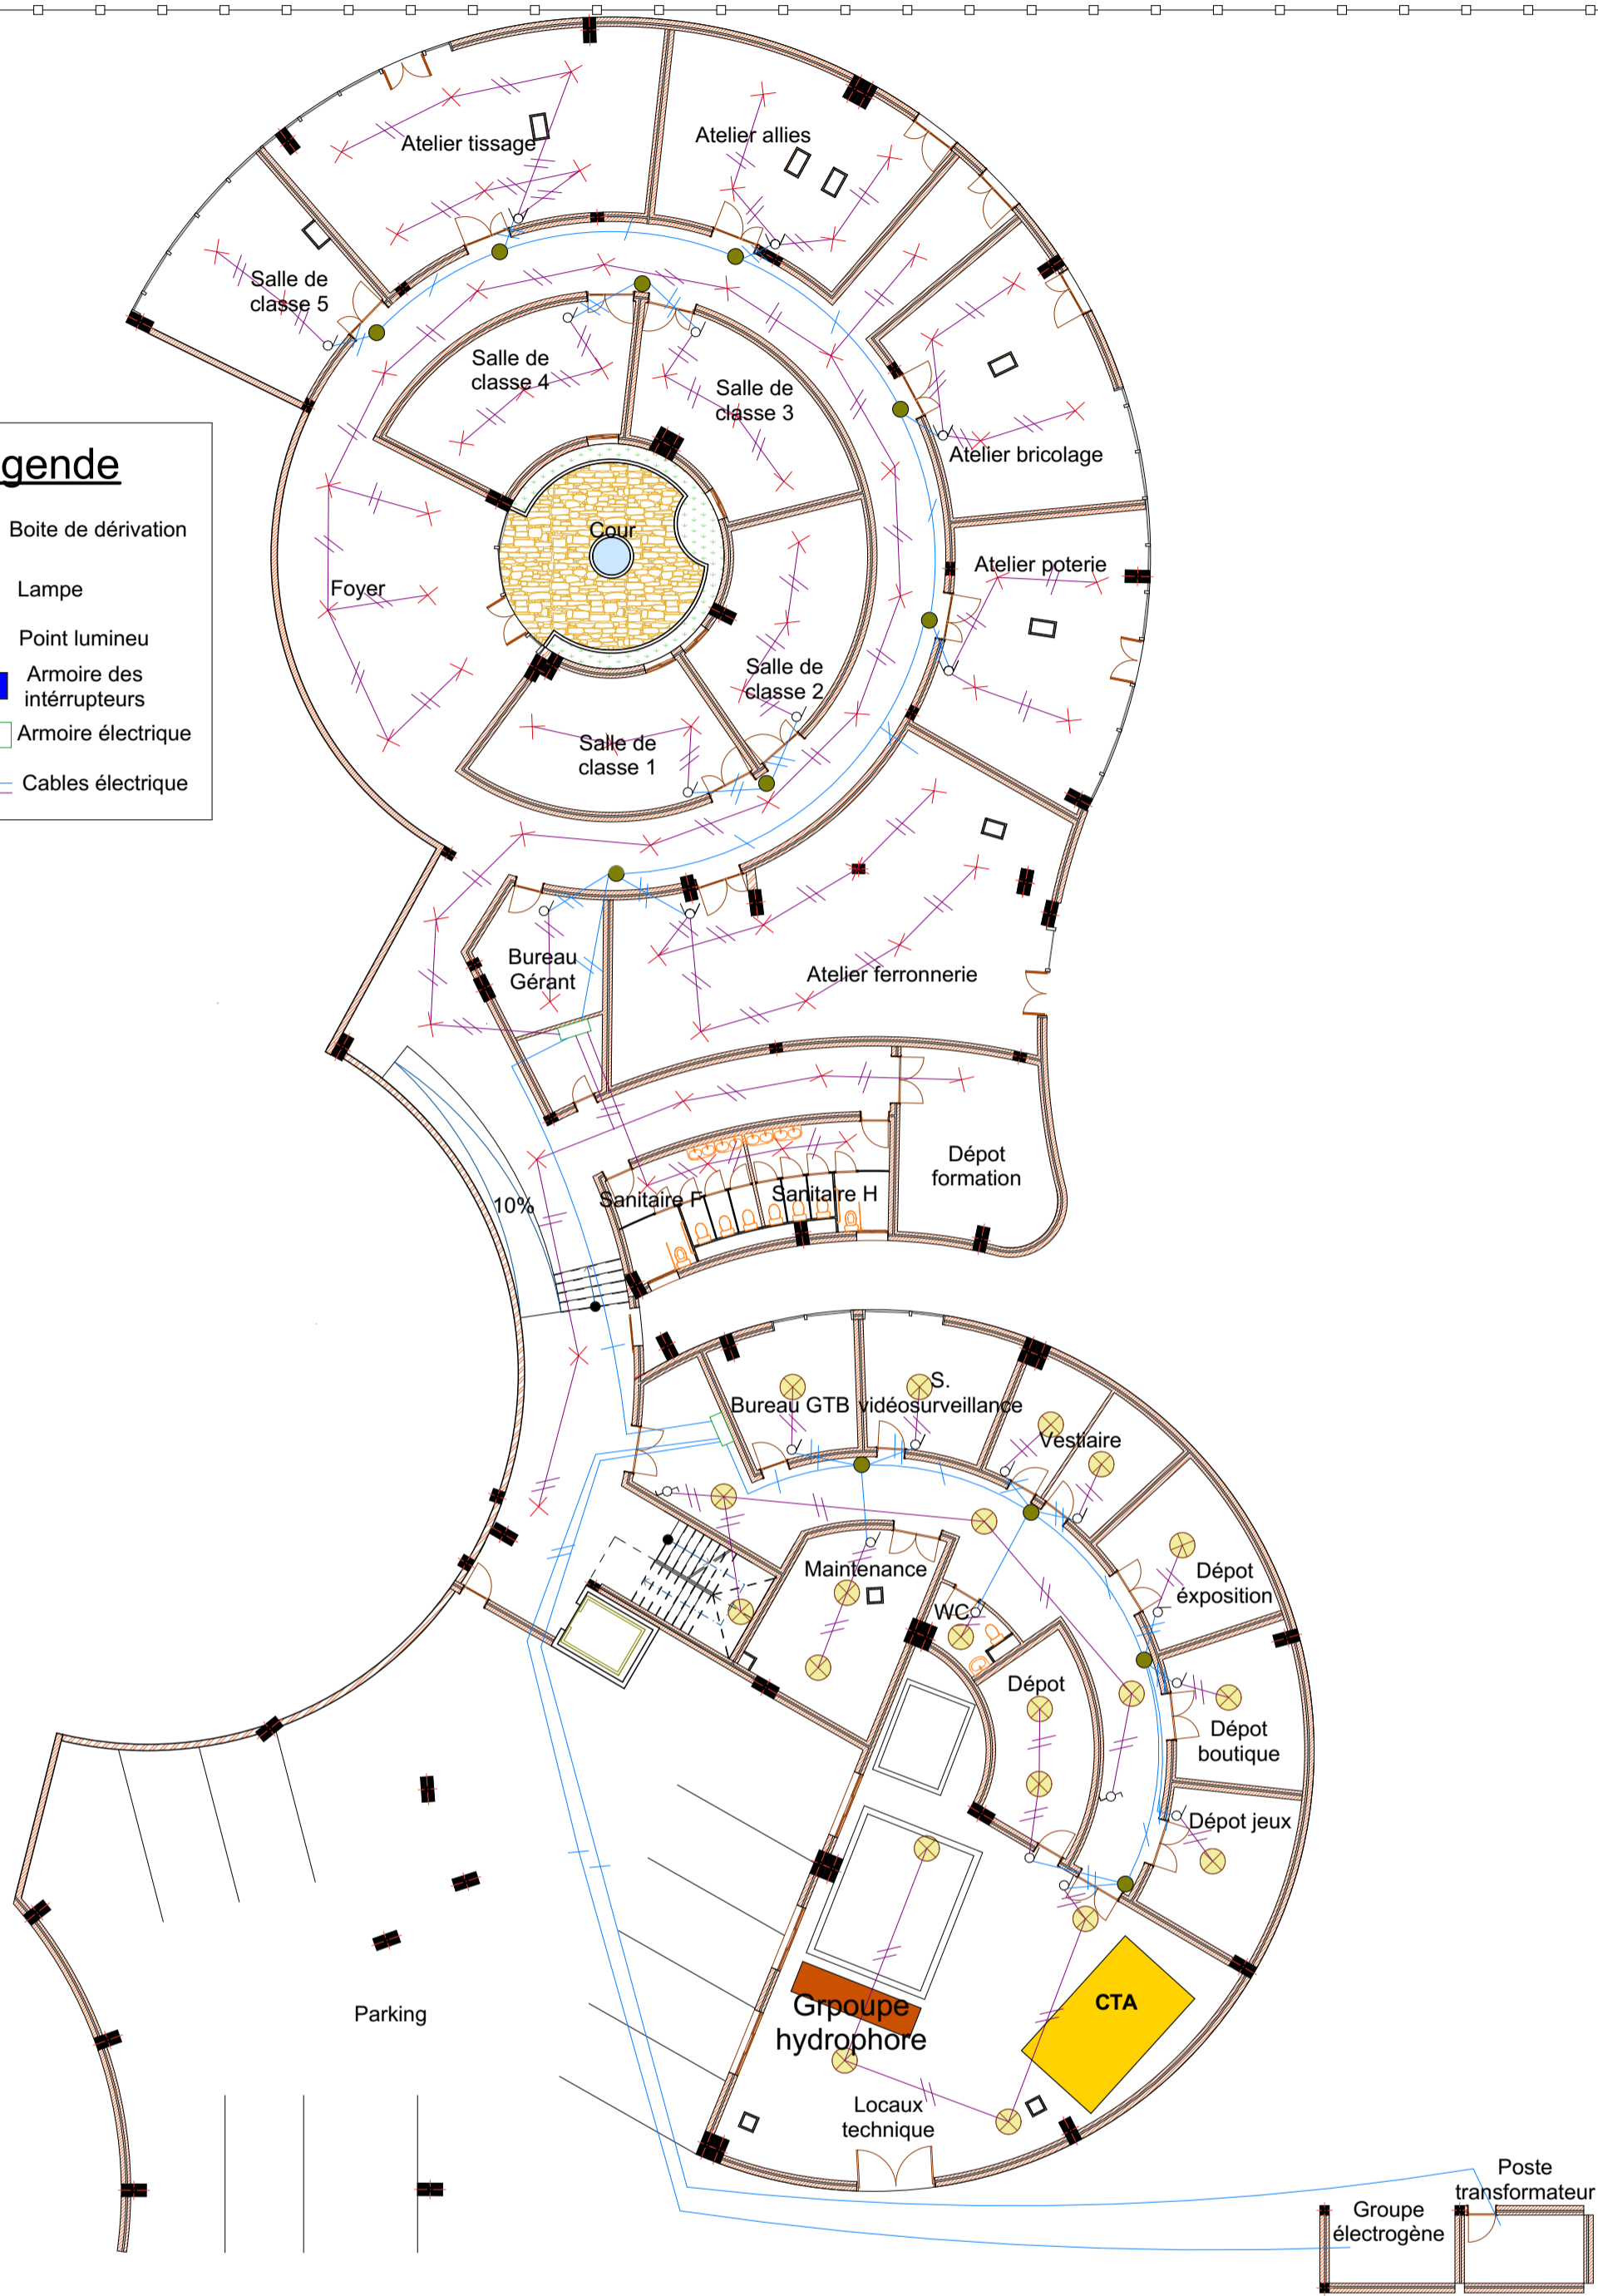 Atelier tissage
Atelier allies
Salle de
classe 5
Salle de
classe 4
Salle de
classe 3
Atelier bricolage
gende
Boite de dérivation
Lampe
Point lumineu
Armoire des
intérrupteurs
Armoire électrique
Cables électrique
Cour
Foyer
Atelier poterie
Salle de
classe 2
Salle de
classe 1
Bureau
Gérant
Atelier ferronnerie
Dépot
formation
10%
Sanitaire F
Sanitaire H
Bureau GTB
S.
vidéosurveillance
Vestiaire
Maintenance
Dépot
éxposition
WC
Dépot
Dépot
boutique
Dépot jeux
CTA
Grpoupe
hydrophore
Parking
Locaux
technique
Poste
transformateur
Groupe
électrogène